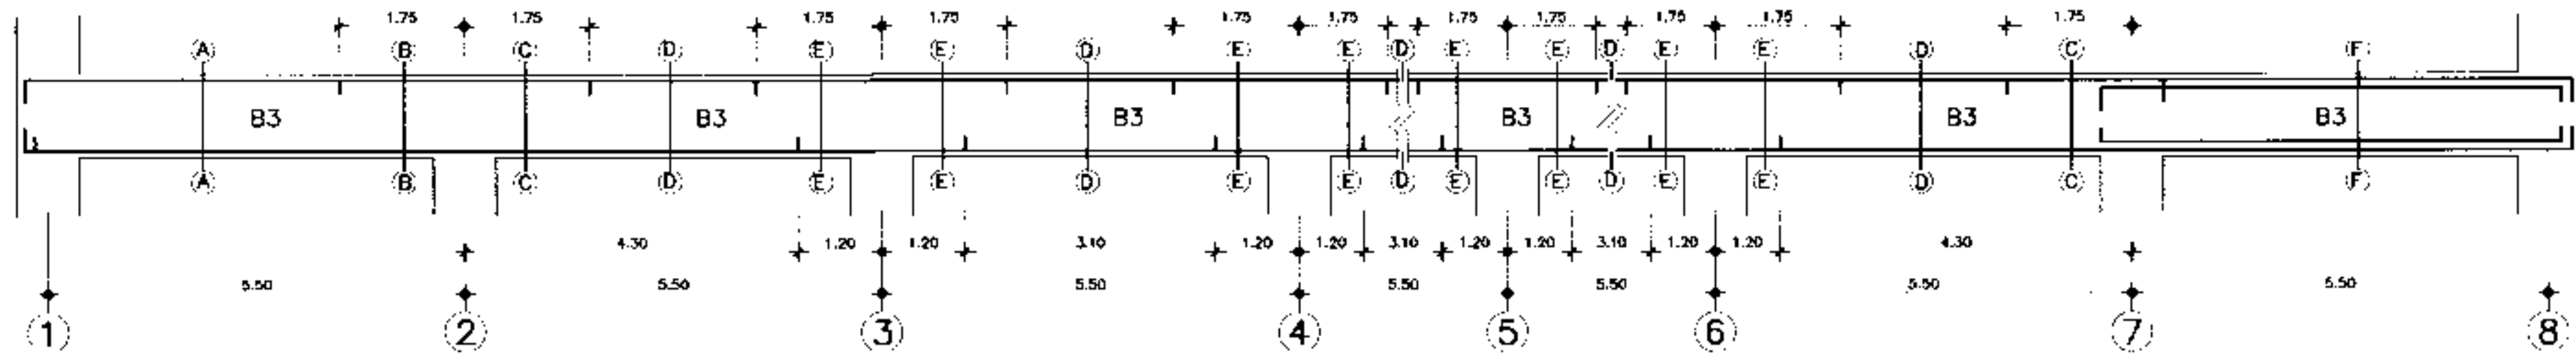 1.75 1.75 1.75 1.75 1.75 1.75 1.75 1.75 1.75 1.75 1.75
A B C D E E D E E D E E D E E D C F
B3 B3 B3 B3 B3 B3
A B C D E E D E E D E E D E E D C F
4.30 1.20 1.20 3.10 1.20 1.20 3.10 1.20 1.20 3.10 1.20 1.20 4.30
5.50 5.50 5.50 5.50 5.50 5.50 5.50
1 2 3 4 5 6 7 8